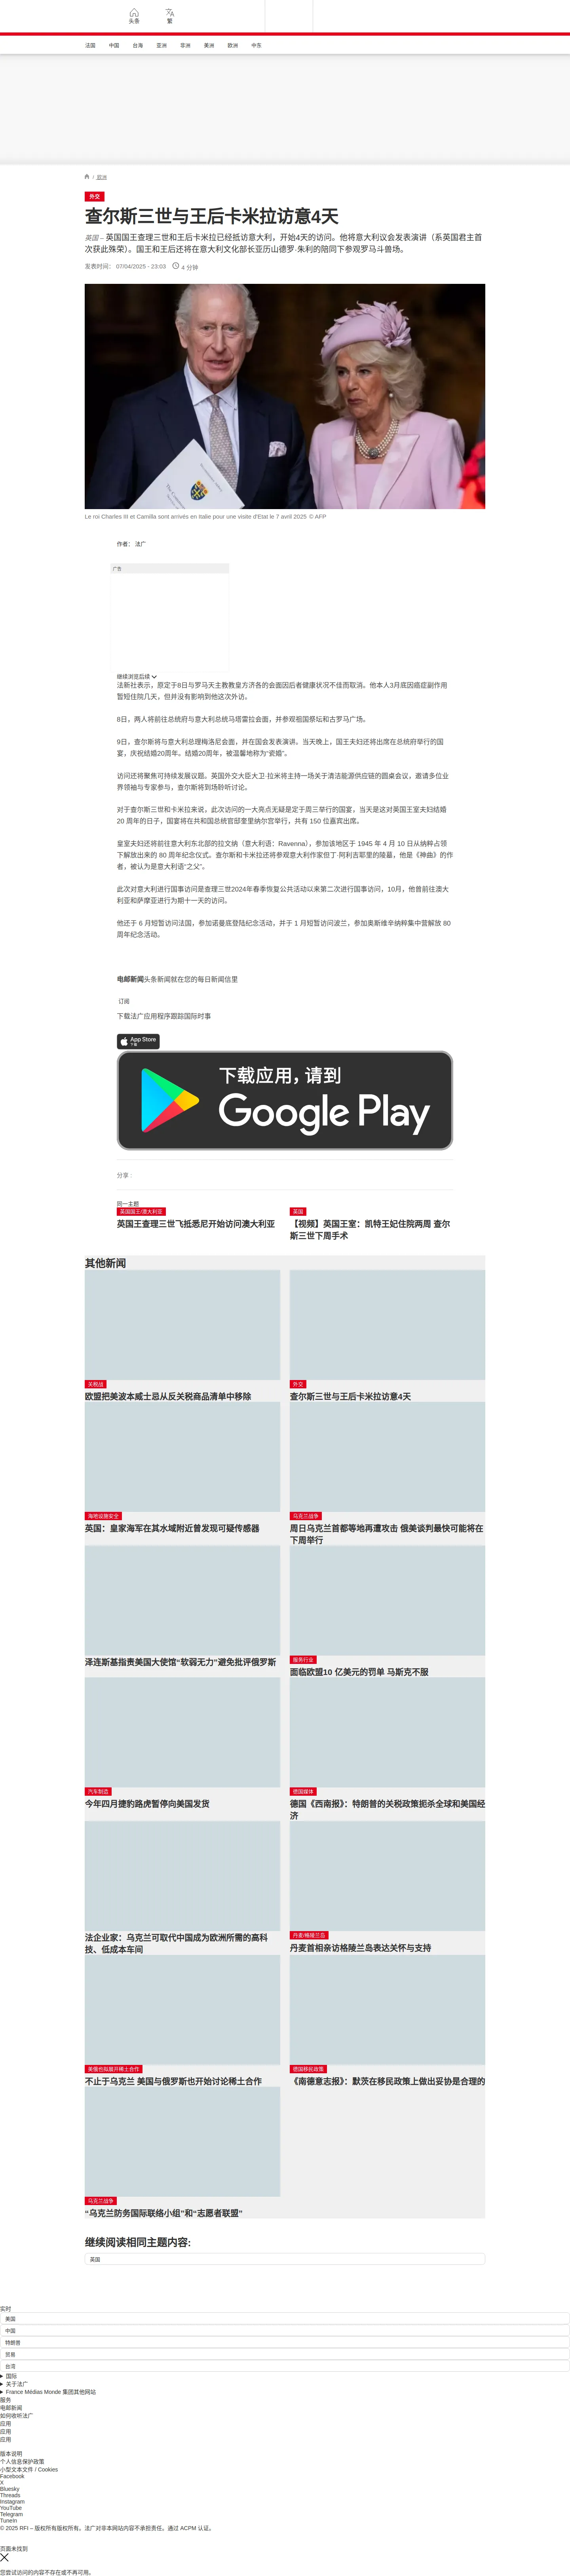 头条
繁
法国
中国
台海
亚洲
非洲
美洲
欧洲
中东
/ 欧洲
外交
查尔斯三世与王后卡米拉访意4天
英国 – 英国国王查理三世和王后卡米拉已经抵访意大利，开始4天的访问。他将意大利议会发表演讲（系英国君主首
次获此殊荣）。国王和王后还将在意大利文化部长亚历山德罗·朱利的陪同下参观罗马斗兽场。
发表时间： 07/04/2025 - 23:03
4 分钟
Le roi Charles III et Camilla sont arrivés en Italie pour une visite d'Etat le 7 avril 2025 © AFP
作者： 法广
广告
继续浏览后续
法新社表示，原定于8日与罗马天主教教皇方济各的会面因后者健康状况不佳而取消。他本人3月底因癌症副作用
暂短住院几天，但并没有影响到他这次外访。
8日，两人将前往总统府与意大利总统马塔雷拉会面，并参观祖国祭坛和古罗马广场。
9日，查尔斯将与意大利总理梅洛尼会面，并在国会发表演讲。当天晚上，国王夫妇还将出席在总统府举行的国
宴，庆祝结婚20周年。结婚20周年，被温馨地称为“瓷婚”。
访问还将聚焦可持续发展议题。英国外交大臣大卫·拉米将主持一场关于清洁能源供应链的圆桌会议，邀请多位业
界领袖与专家参与，查尔斯将到场聆听讨论。
对于查尔斯三世和卡米拉来说，此次访问的一大亮点无疑是定于周三举行的国宴，当天是这对英国王室夫妇结婚
20 周年的日子，国宴将在共和国总统官邸奎里纳尔宫举行，共有 150 位嘉宾出席。
皇室夫妇还将前往意大利东北部的拉文纳（意大利语：Ravenna），参加该地区于 1945 年 4 月 10 日从纳粹占领
下解放出来的 80 周年纪念仪式。查尔斯和卡米拉还将参观意大利作家但丁·阿利吉耶里的陵墓，他是《神曲》的作
者，被认为是意大利语“之父”。
此次对意大利进行国事访问是查理三世2024年春季恢复公共活动以来第二次进行国事访问，10月，他曾前往澳大
利亚和萨摩亚进行为期十一天的访问。
他还于 6 月短暂访问法国，参加诺曼底登陆纪念活动，并于 1 月短暂访问波兰，参加奥斯维辛纳粹集中营解放 80
周年纪念活动。
电邮新闻头条新闻就在您的每日新闻信里
订阅
下载法广应用程序跟踪国际时事
App Store
下载
下载应用，请到
Google Play
分享 :
同一主题
英国国王/澳大利亚
英国王查理三世飞抵悉尼开始访问澳大利亚
英国
【视频】英国王室：凯特王妃住院两周 查尔
斯三世下周手术
其他新闻
关税战
欧盟把美波本威士忌从反关税商品清单中移除
外交
查尔斯三世与王后卡米拉访意4天
海地设施安全
英国：皇家海军在其水域附近曾发现可疑传感器
乌克兰战争
周日乌克兰首都等地再遭攻击 俄美谈判最快可能将在
下周举行
泽连斯基指责美国大使馆“软弱无力”避免批评俄罗斯
服务行业
面临欧盟10 亿美元的罚单 马斯克不服
汽车制造
今年四月捷豹路虎暂停向美国发货
德国媒体
德国《西南报》：特朗普的关税政策扼杀全球和美国经
济
法企业家：乌克兰可取代中国成为欧洲所需的高科
技、低成本车间
丹麦/格陵兰岛
丹麦首相亲访格陵兰岛表达关怀与支持
美俄也拟展开稀土合作
不止于乌克兰 美国与俄罗斯也开始讨论稀土合作
德国移民政策
《南德意志报》：默茨在移民政策上做出妥协是合理的
乌克兰战争
“乌克兰防务国际联络小组”和“志愿者联盟”
继续阅读相同主题内容:
英国
实时
美国
中国
特朗普
贸易
台湾
国际
关于法广
France Médias Monde 集团其他网站
服务
电邮新闻
如何收听法广
应用
应用
应用
版本说明
个人信息保护政策
小型文本文件 / Cookies
Facebook
X
Bluesky
Threads
Instagram
YouTube
Telegram
TuneIn
© 2025 RFI – 版权所有版权所有。法广对非本网站内容不承担责任。通过 ACPM 认证。
页面未找到
您尝试访问的内容不存在或不再可用。